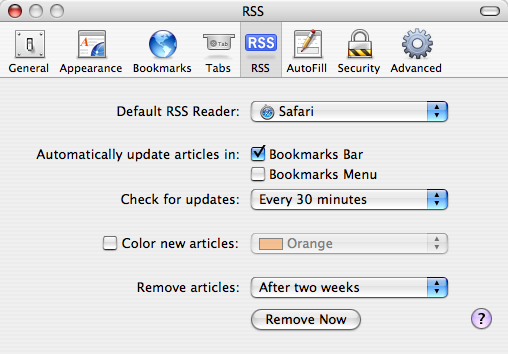 RSS
Tab
RSS
General Appearance Bookmarks Tabs RSS AutoFill Security Advanced
Default RSS Reader: Safari
Automatically update articles in: Bookmarks Bar
Bookmarks Menu
Check for updates: Every 30 minutes
Color new articles: Orange
Remove articles: After two weeks
Remove Now ?